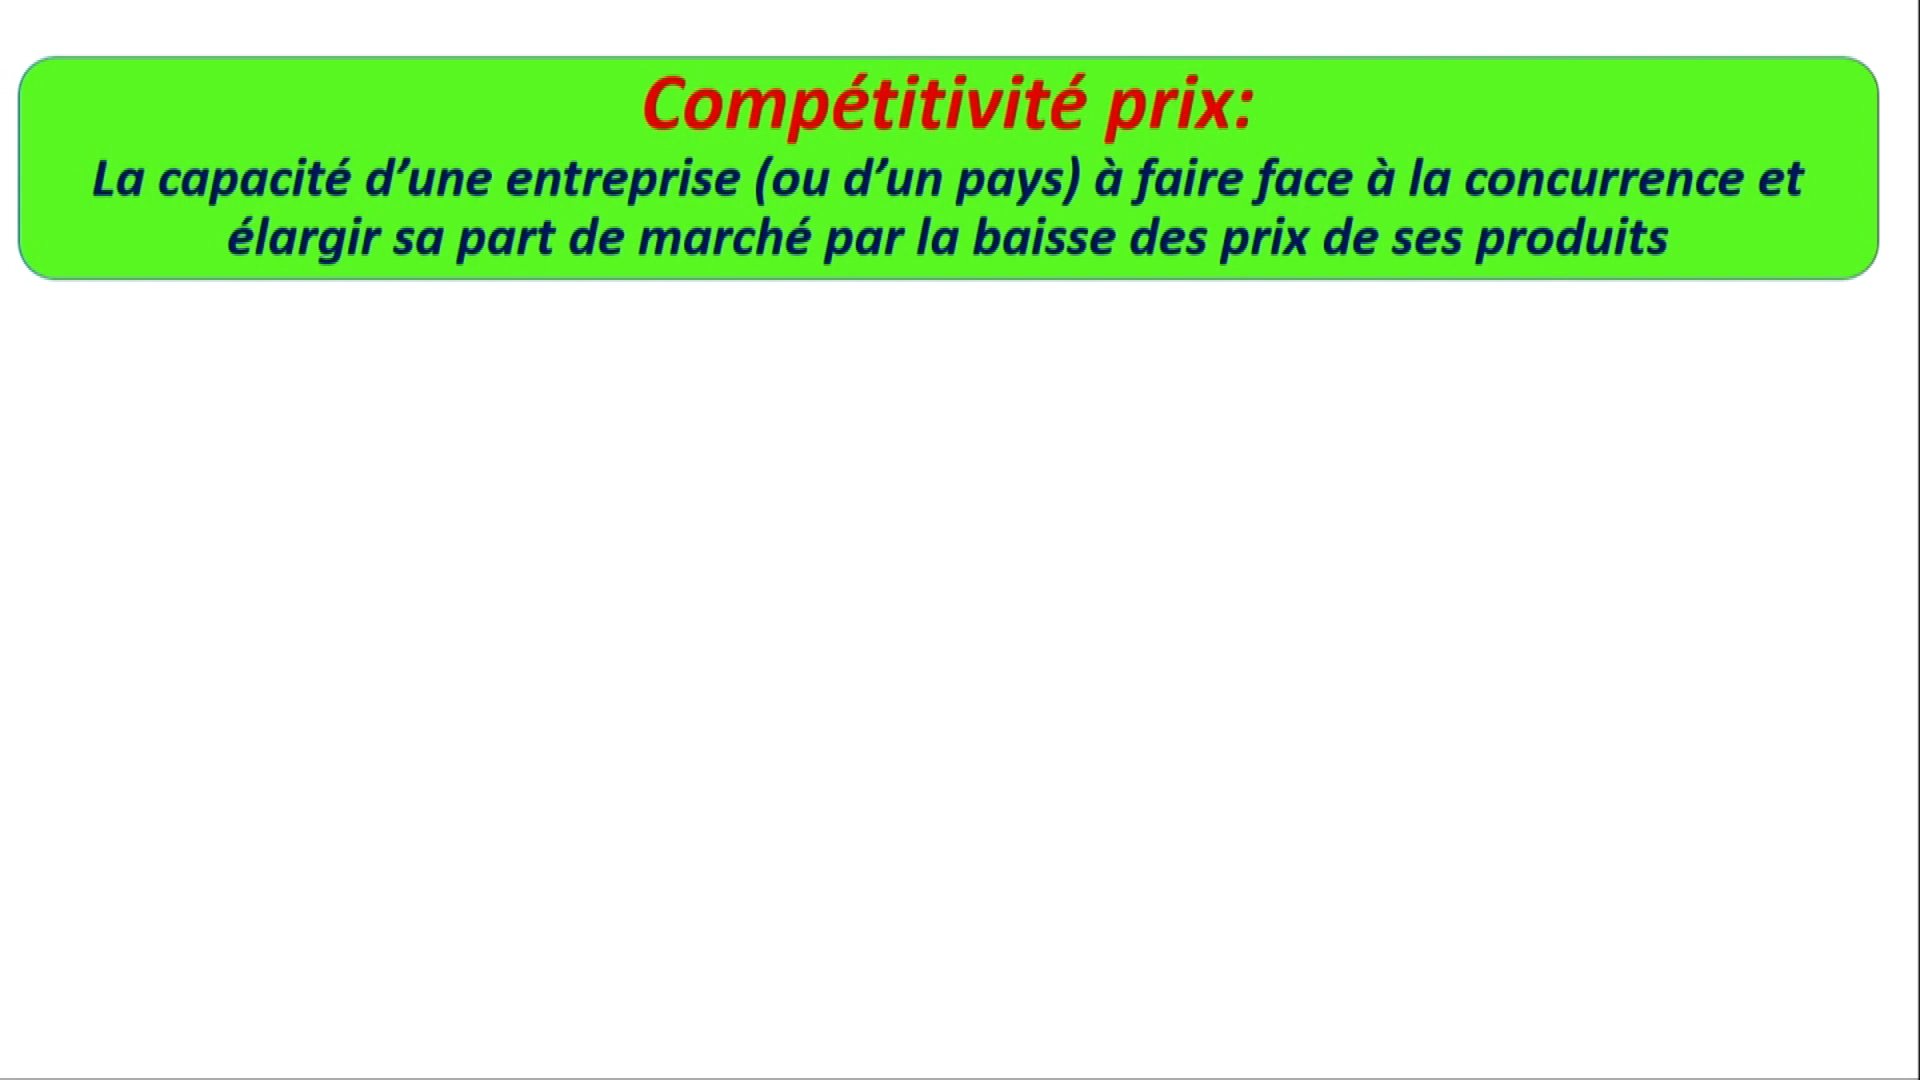 Compétitivité prix:
La capacité d’une entreprise (ou d’un pays) à faire face à la concurrence et
élargir sa part de marché par la baisse des prix de ses produits